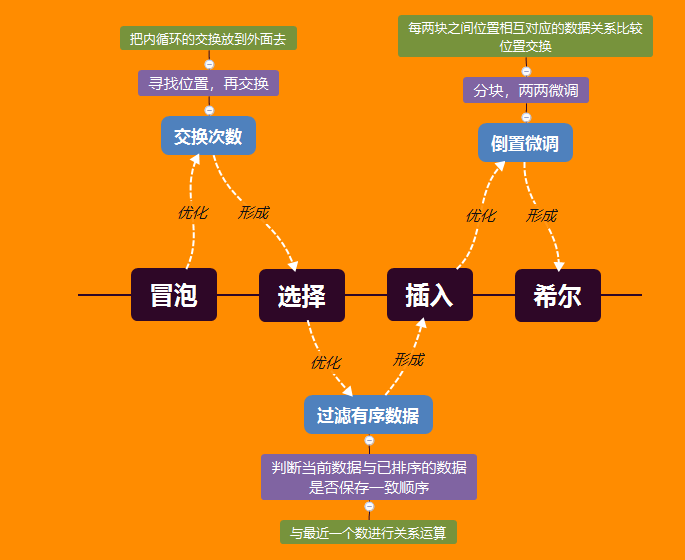 把内循环的交换放到外面去
寻找位置，再交换
交换次数
每两块之间位置相互对应的数据关系比较
位置交换
分块，两两微调
倒置微调
优化
形成
优化
形成
冒泡
选择
插入
希尔
优化
形成
过滤有序数据
判断当前数据与已排序的数据
是否保存一致顺序
与最近一个数进行关系运算